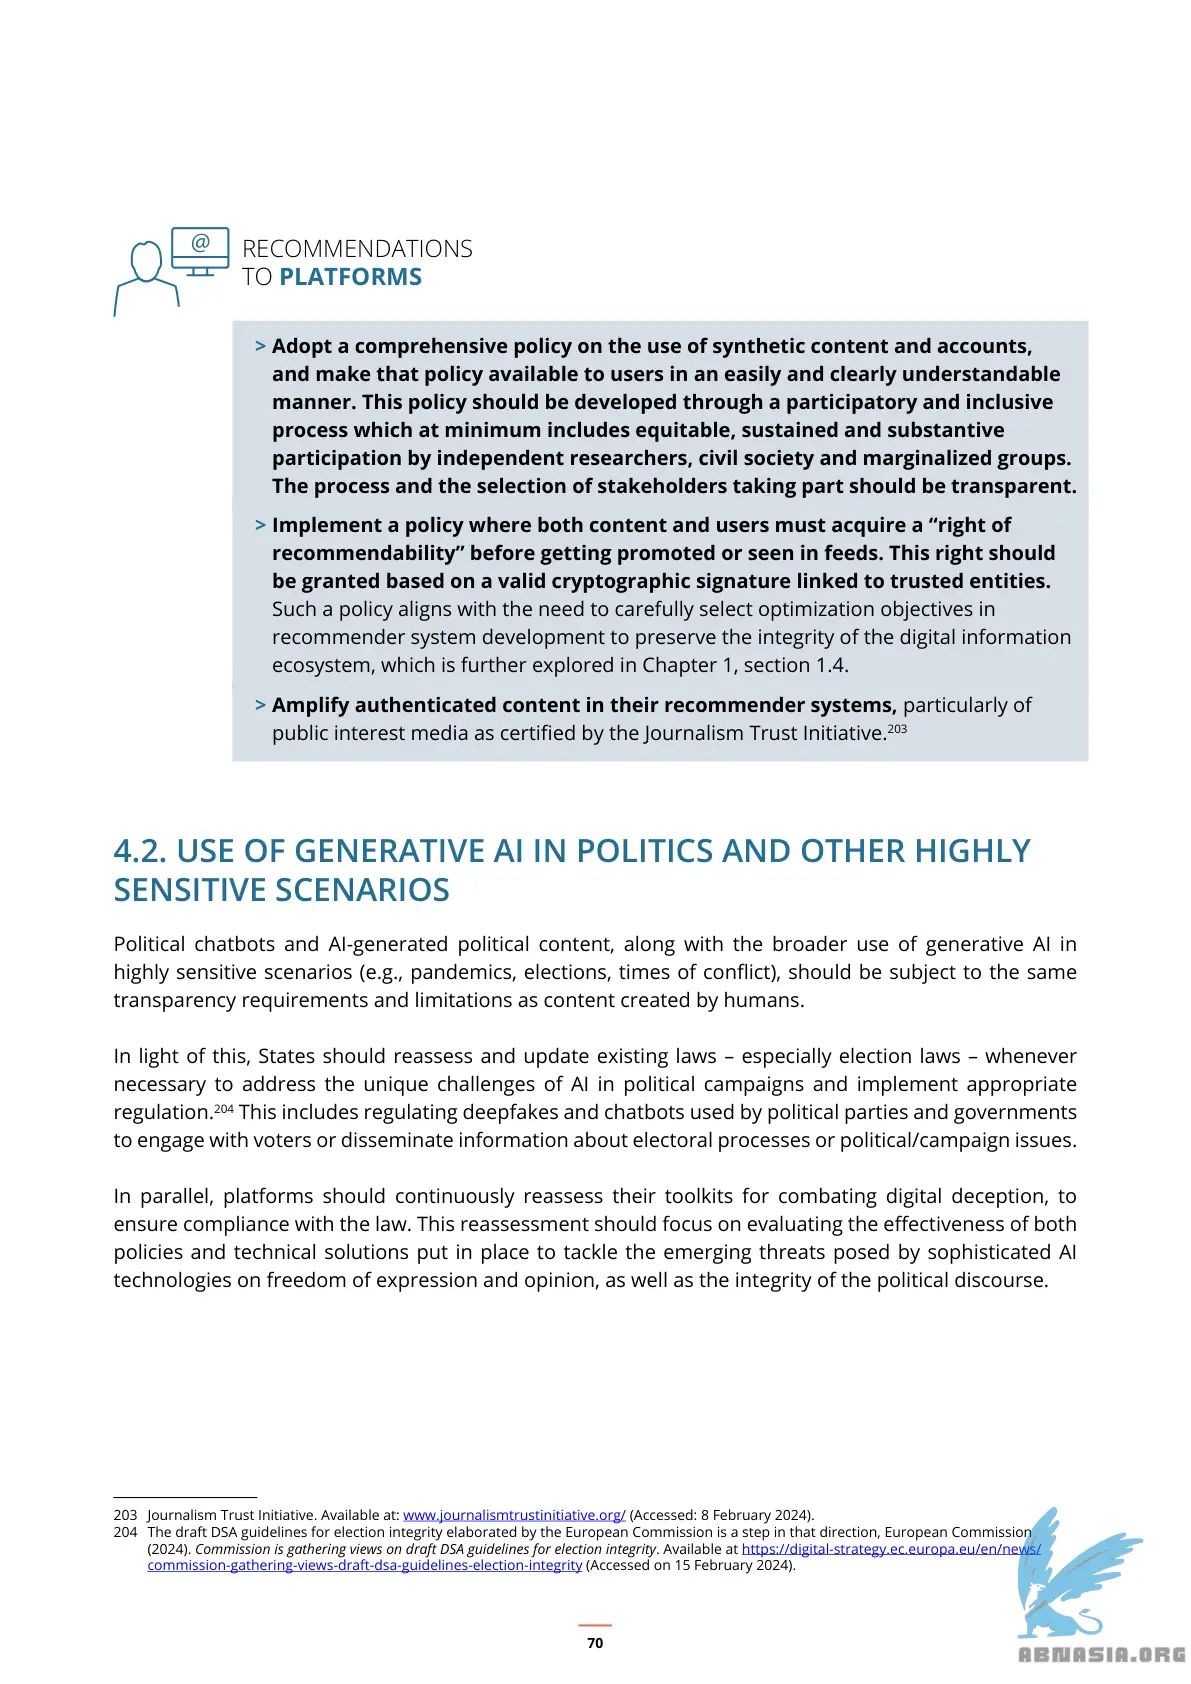 @
RECOMMENDATIONS
TO PLATFORMS
> Adopt a comprehensive policy on the use of synthetic content and accounts,
and make that policy available to users in an easily and clearly understandable
manner. This policy should be developed through a participatory and inclusive
process which at minimum includes equitable, sustained and substantive
participation by independent researchers, civil society and marginalized groups.
The process and the selection of stakeholders taking part should be transparent.
> Implement a policy where both content and users must acquire a “right of
recommendability” before getting promoted or seen in feeds. This right should
be granted based on a valid cryptographic signature linked to trusted entities.
Such a policy aligns with the need to carefully select optimization objectives in
recommender system development to preserve the integrity of the digital information
ecosystem, which is further explored in Chapter 1, section 1.4.
> Amplify authenticated content in their recommender systems, particularly of
public interest media as certified by the Journalism Trust Initiative.203
4.2. USE OF GENERATIVE AI IN POLITICS AND OTHER HIGHLY
SENSITIVE SCENARIOS
Political chatbots and AI-generated political content, along with the broader use of generative AI in
highly sensitive scenarios (e.g., pandemics, elections, times of conflict), should be subject to the same
transparency requirements and limitations as content created by humans.
In light of this, States should reassess and update existing laws – especially election laws – whenever
necessary to address the unique challenges of AI in political campaigns and implement appropriate
regulation.204 This includes regulating deepfakes and chatbots used by political parties and governments
to engage with voters or disseminate information about electoral processes or political/campaign issues.
In parallel, platforms should continuously reassess their toolkits for combating digital deception, to
ensure compliance with the law. This reassessment should focus on evaluating the effectiveness of both
policies and technical solutions put in place to tackle the emerging threats posed by sophisticated AI
technologies on freedom of expression and opinion, as well as the integrity of the political discourse.
203 Journalism Trust Initiative. Available at: www.journalismtrustinitiative.org/ (Accessed: 8 February 2024).
204 The draft DSA guidelines for election integrity elaborated by the European Commission is a step in that direction, European Commission
(2024). Commission is gathering views on draft DSA guidelines for election integrity. Available at https://digital-strategy.ec.europa.eu/en/news/
commission-gathering-views-draft-dsa-guidelines-election-integrity (Accessed on 15 February 2024).
70
ABNASIA.ORG